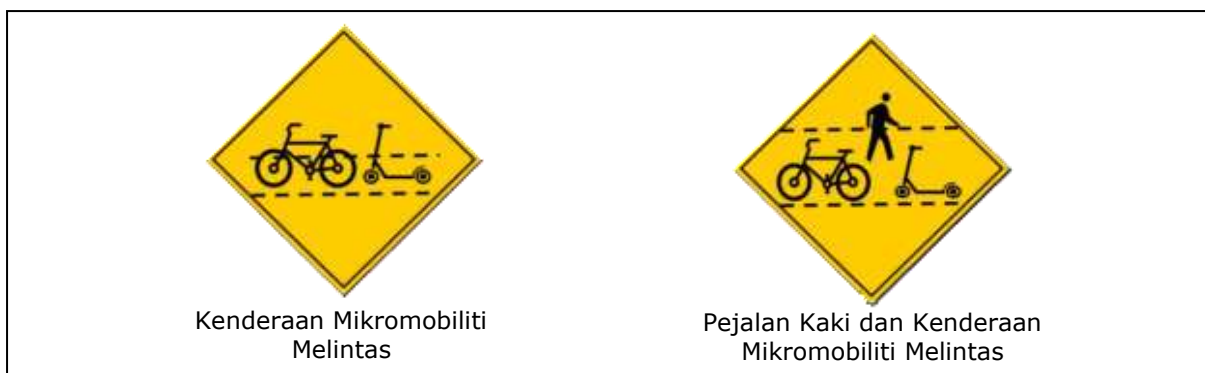 Kenderaan Mikromobiliti
Melintas
Pejalan Kaki dan Kenderaan
Mikromobiliti Melintas